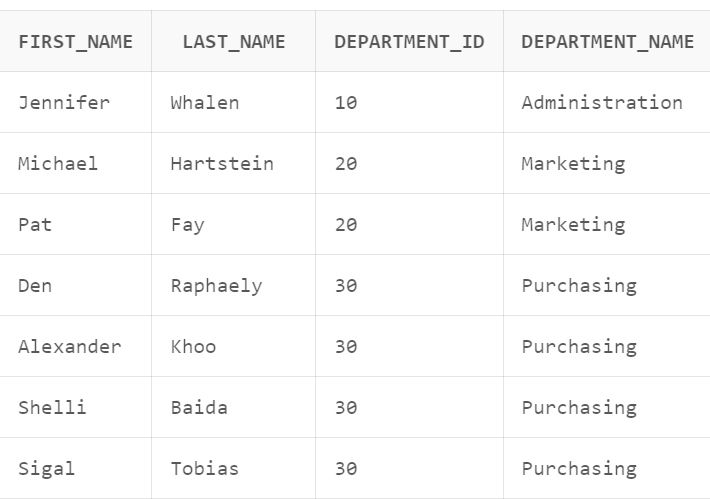 FIRST_NAME LAST_NAME DEPARTMENT_ID DEPARTMENT_NAME
Jennifer Whalen 10 Administration
Michael Hartstein 20 Marketing
Pat Fay 20 Marketing
Den Raphaely 30 Purchasing
Alexander Khoo 30 Purchasing
Shelli Baida 30 Purchasing
Sigal Tobias 30 Purchasing